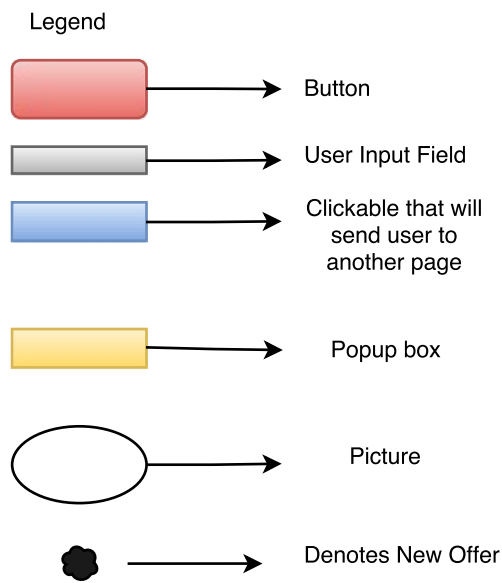 Legend
Button
User Input Field
Clickable that will
send user to
another page
Popup box
Picture
Denotes New Offer